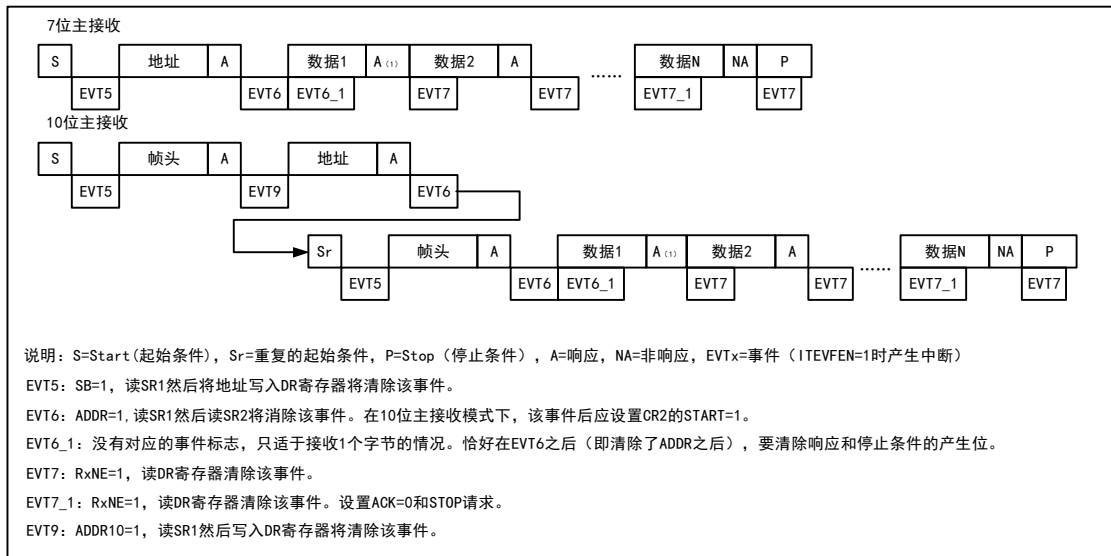 7位主接收
S 地址 A 数据1 A(1) 数据2 A …… 数据N NA P
EVT5 EVT6 EVT6_1 EVT7 EVT7 EVT7_1 EVT7
10位主接收
S 帧头 A 地址 A
EVT5 EVT9 EVT6
Sr 帧头 A 数据1 A(1) 数据2 A …… 数据N NA P
EVT5 EVT6 EVT6_1 EVT7 EVT7 EVT7_1 EVT7
说明：S=Start(起始条件)，Sr=重复的起始条件，P=Stop（停止条件），A=响应，NA=非响应，EVTx=事件（ITEVFEN=1时产生中断）
EVT5：SB=1，读SR1然后将地址写入DR寄存器将清除该事件。
EVT6：ADDR=1,读SR1然后读SR2将消除该事件。在10位主接收模式下，该事件后应设置CR2的START=1。
EVT6_1：没有对应的事件标志，只适于接收1个字节的情况。恰好在EVT6之后（即清除了ADDR之后），要清除响应和停止条件的产生位。
EVT7：RxNE=1，读DR寄存器清除该事件。
EVT7_1：RxNE=1，读DR寄存器清除该事件。设置ACK=0和STOP请求。
EVT9：ADDR10=1，读SR1然后写入DR寄存器将清除该事件。